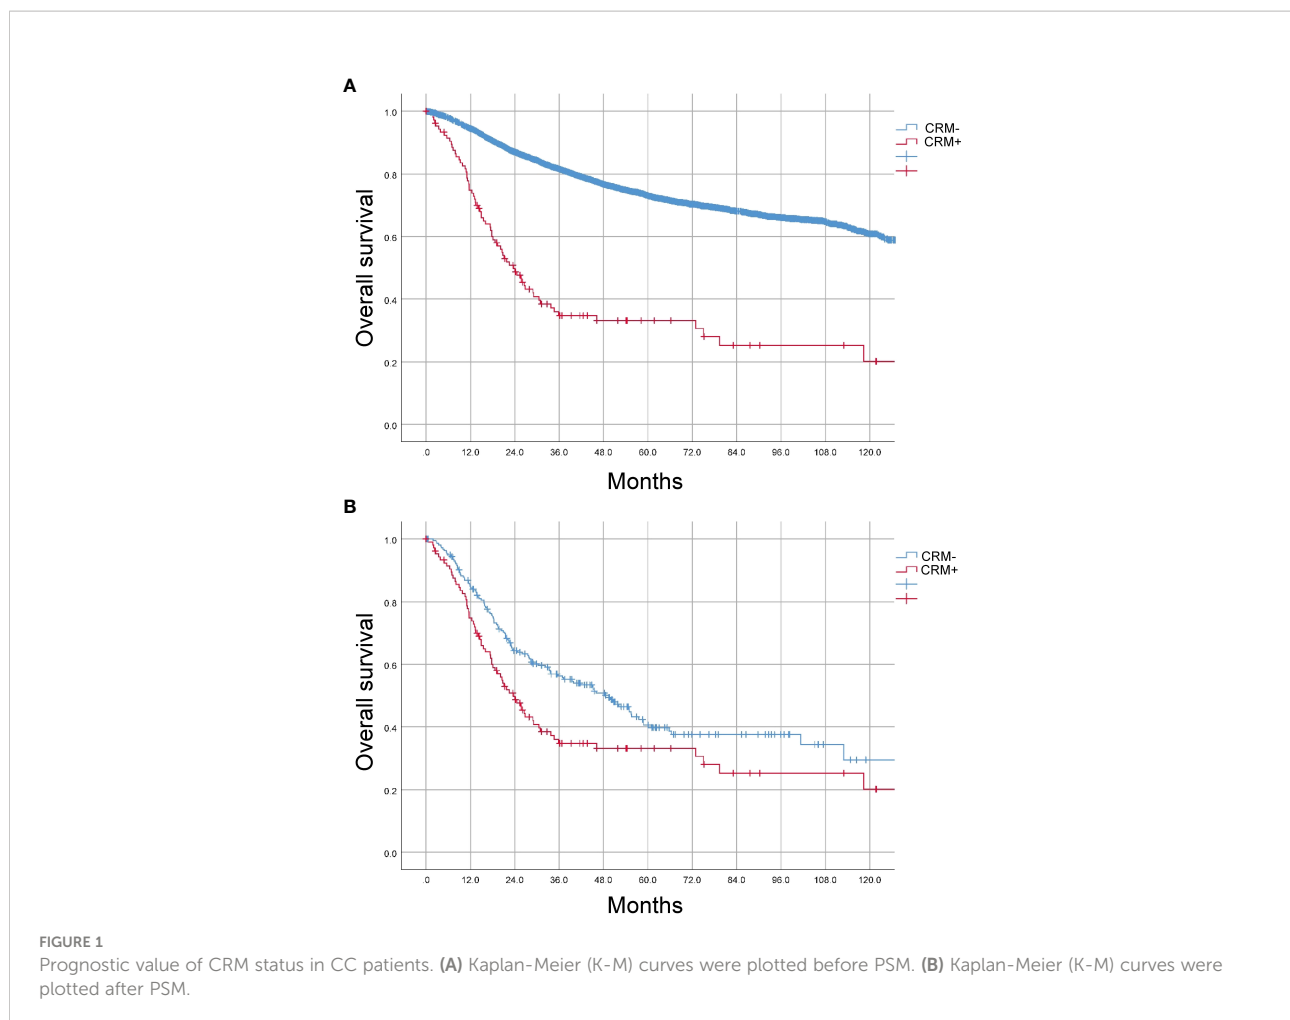 A
1.0
0.8
0.6
0.4
0.2
0.0
Overall survival
CRM-
CRM+
.0 12.0 24.0 36.0 48.0 60.0 72.0 84.0 96.0 108.0 120.0
Months
B
1.0
0.8
0.6
0.4
0.2
0.0
Overall survival
CRM-
CRM+
.0 12.0 24.0 36.0 48.0 60.0 72.0 84.0 96.0 108.0 120.0
Months
FIGURE 1
Prognostic value of CRM status in CC patients. (A) Kaplan-Meier (K-M) curves were plotted before PSM. (B) Kaplan-Meier (K-M) curves were
plotted after PSM.